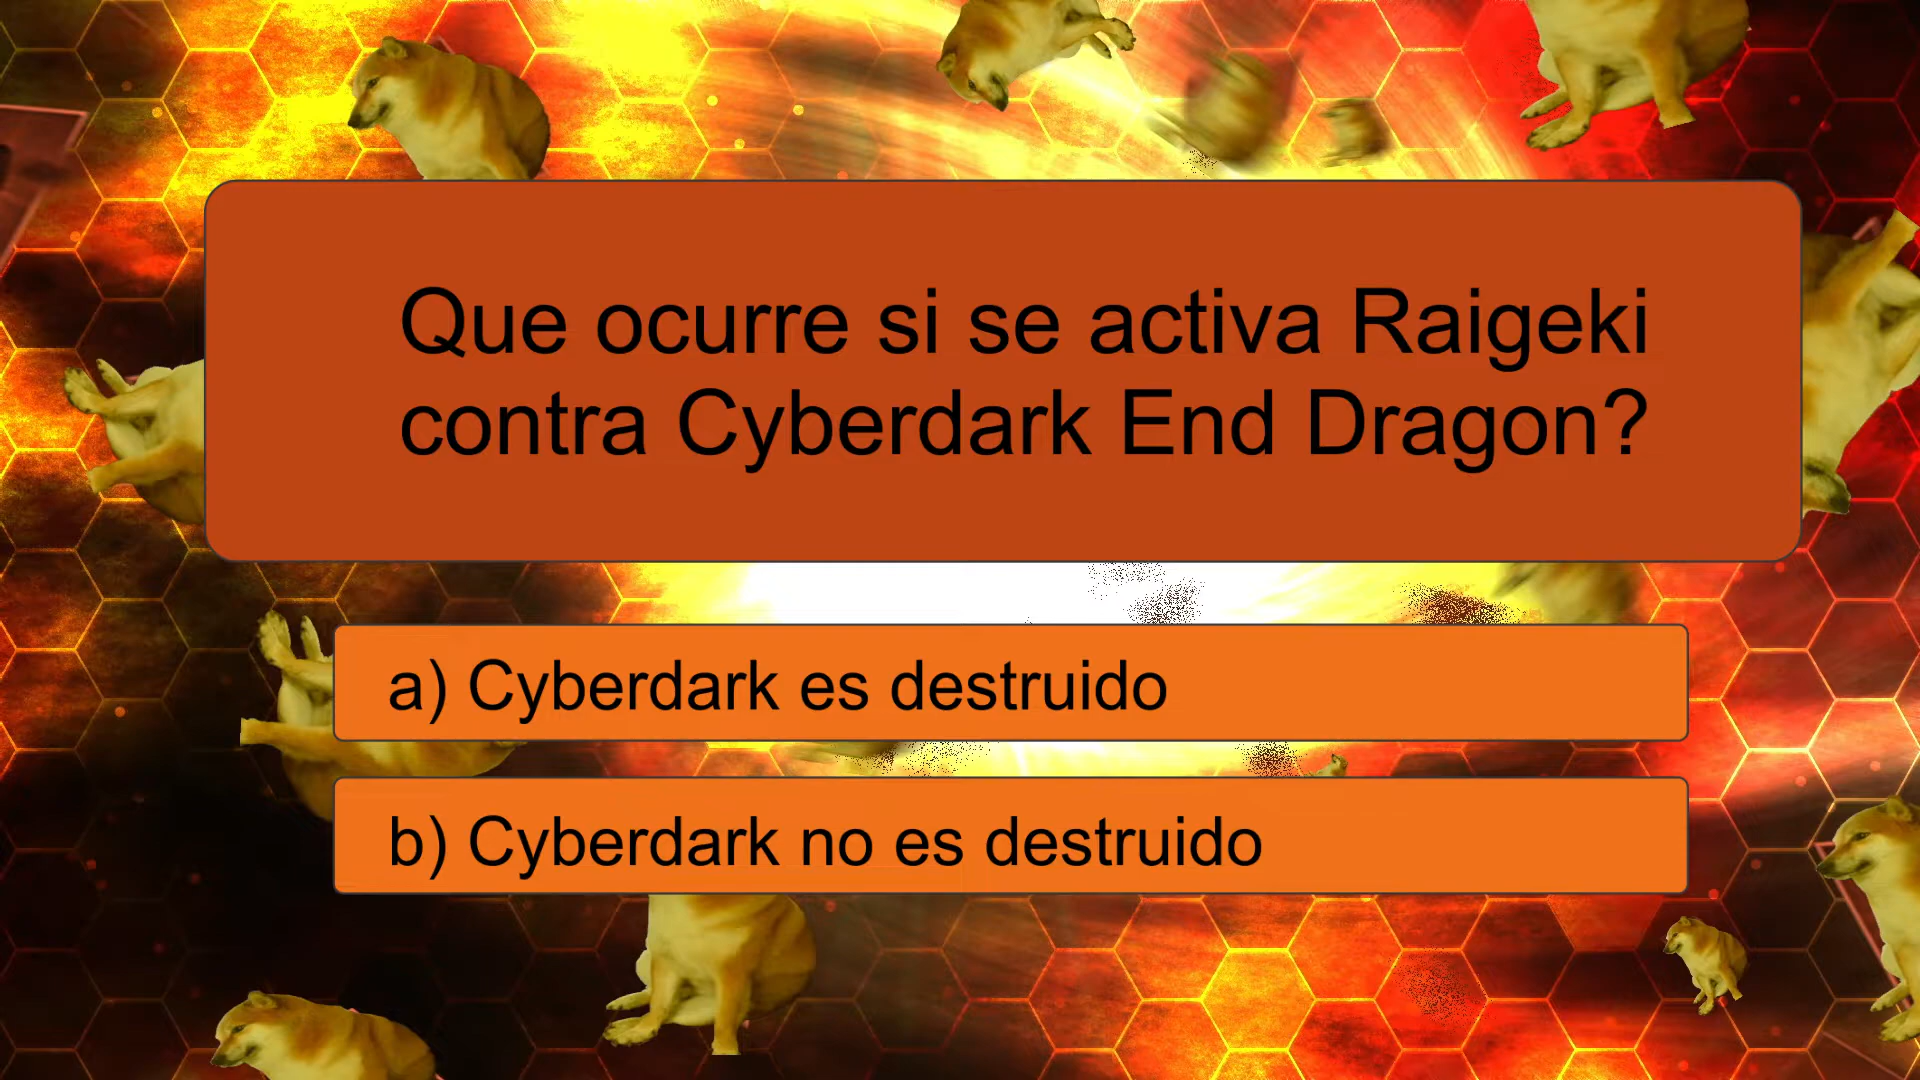 Que ocurre si se activa Raigeki
contra Cyberdark End Dragon?
a) Cyberdark es destruido
b) Cyberdark no es destruido